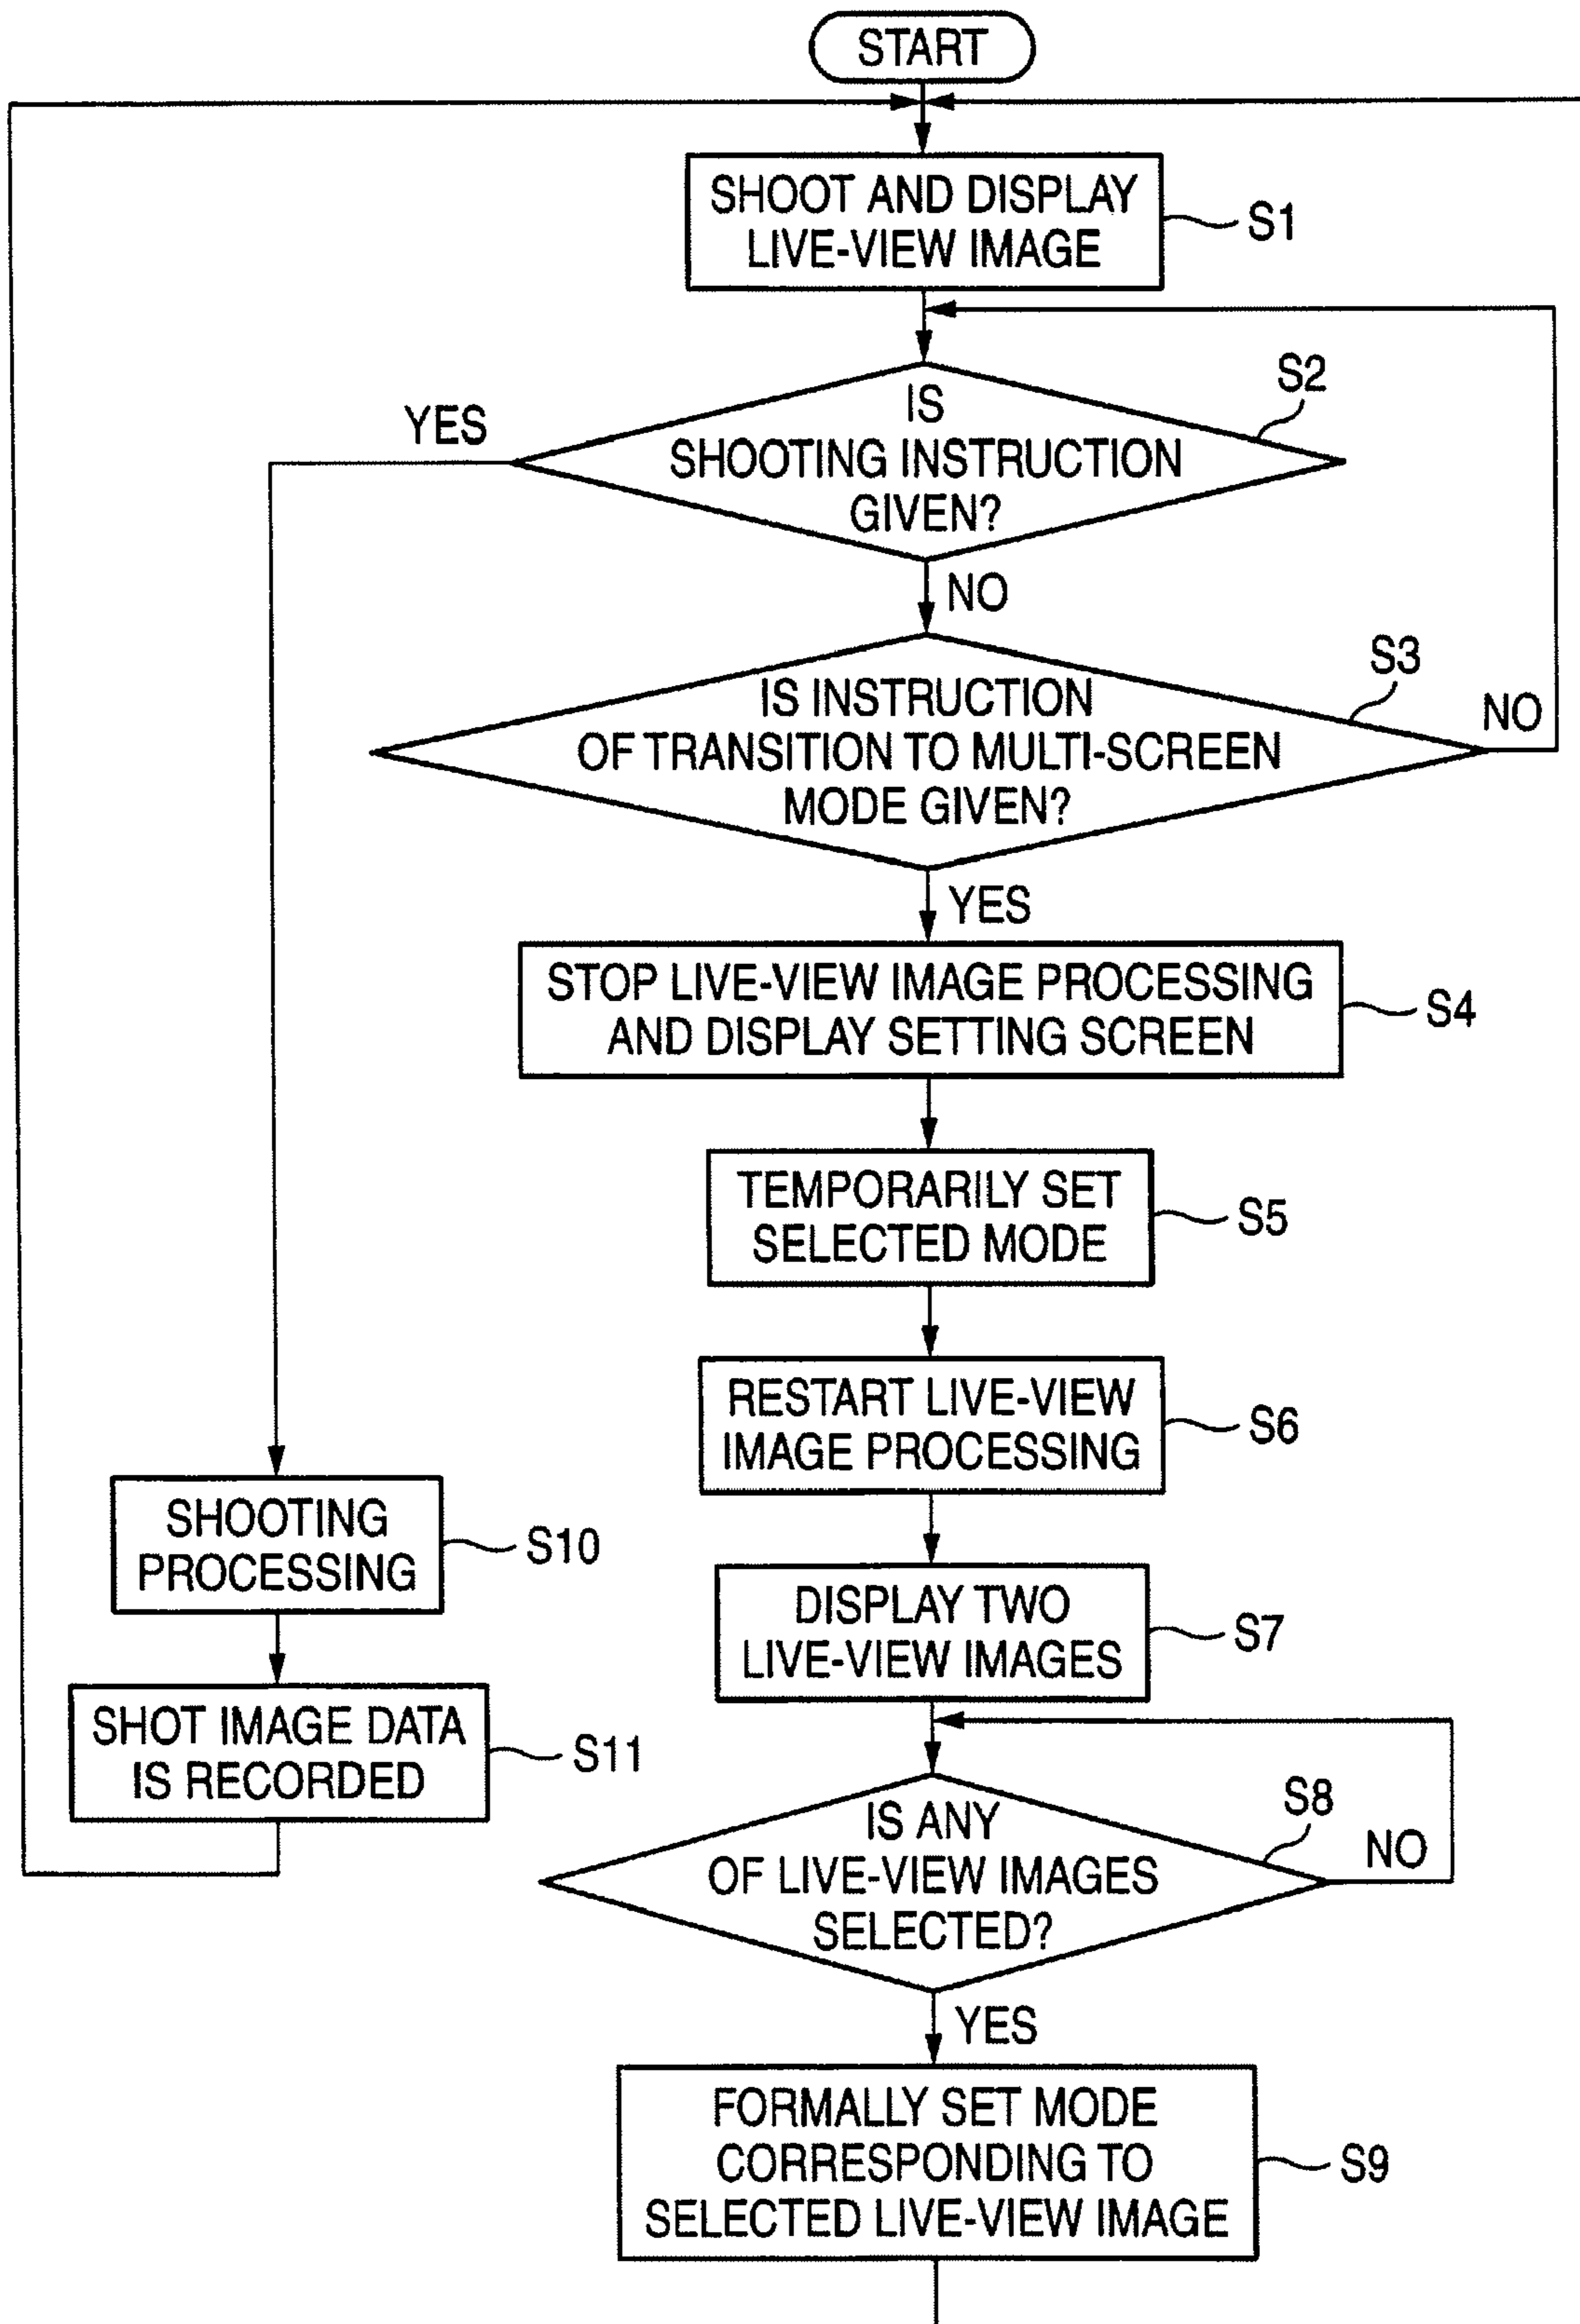 START
SHOOT AND DISPLAY
LIVE-VIEW IMAGE
S1
IS
SHOOTING INSTRUCTION
GIVEN?
S2
YES
NO
IS INSTRUCTION
OF TRANSITION TO MULTI-SCREEN
MODE GIVEN?
S3
NO
YES
STOP LIVE-VIEW IMAGE PROCESSING
AND DISPLAY SETTING SCREEN
S4
TEMPORARILY SET
SELECTED MODE
S5
RESTART LIVE-VIEW
IMAGE PROCESSING
S6
SHOOTING
PROCESSING
S10
DISPLAY TWO
LIVE-VIEW IMAGES
S7
SHOT IMAGE DATA
IS RECORDED
S11
IS ANY
OF LIVE-VIEW IMAGES
SELECTED?
S8
NO
YES
FORMALLY SET MODE
CORRESPONDING TO
SELECTED LIVE-VIEW IMAGE
S9